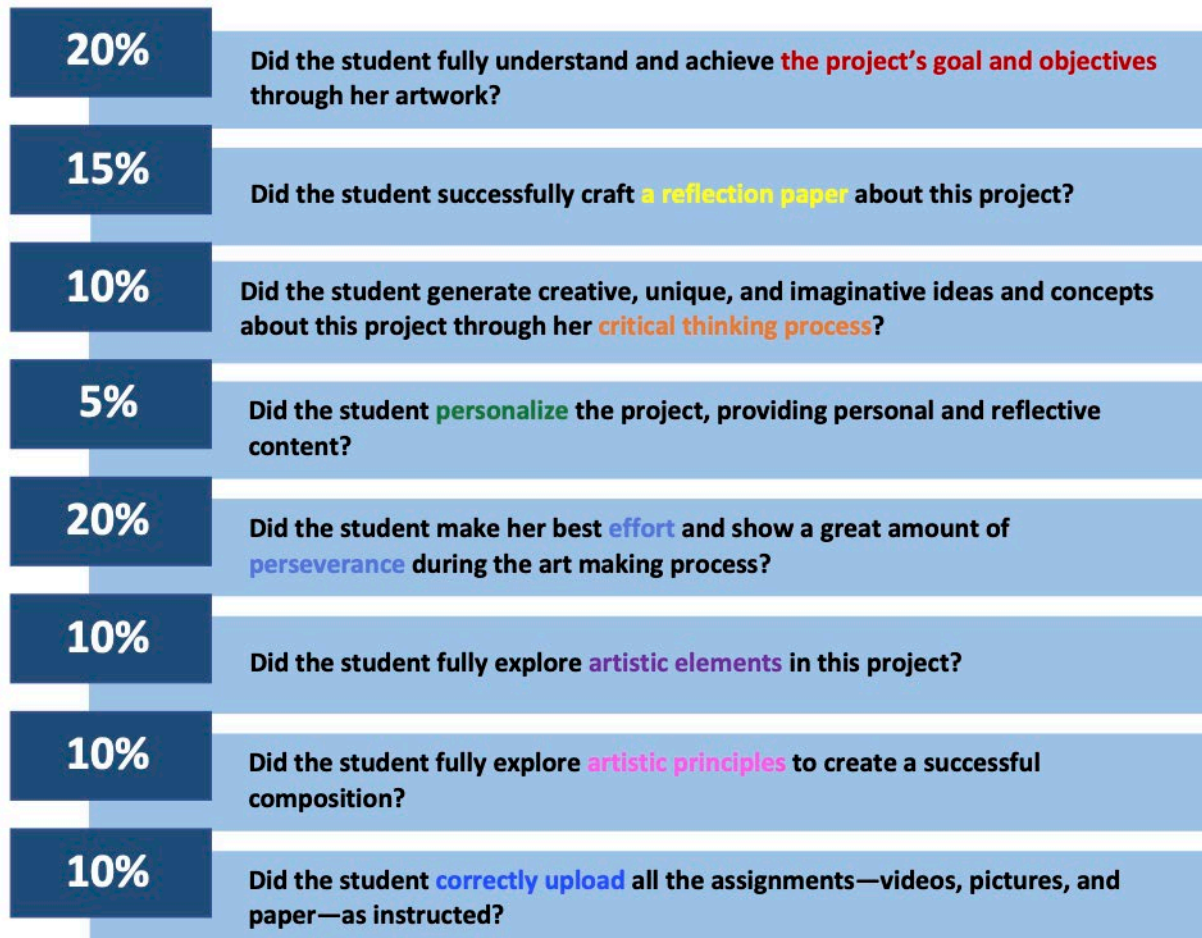 20%
Did the student fully understand and achieve the project’s goal and objectives
through her artwork?
15%
Did the student successfully craft a reflection paper about this project?
10%
Did the student generate creative, unique, and imaginative ideas and concepts
about this project through her critical thinking process?
5%
Did the student personalize the project, providing personal and reflective
content?
20%
Did the student make her best effort and show a great amount of
perseverance during the art making process?
10%
Did the student fully explore artistic elements in this project?
10%
Did the student fully explore artistic principles to create a successful
composition?
10%
Did the student correctly upload all the assignments—videos, pictures, and
paper—as instructed?